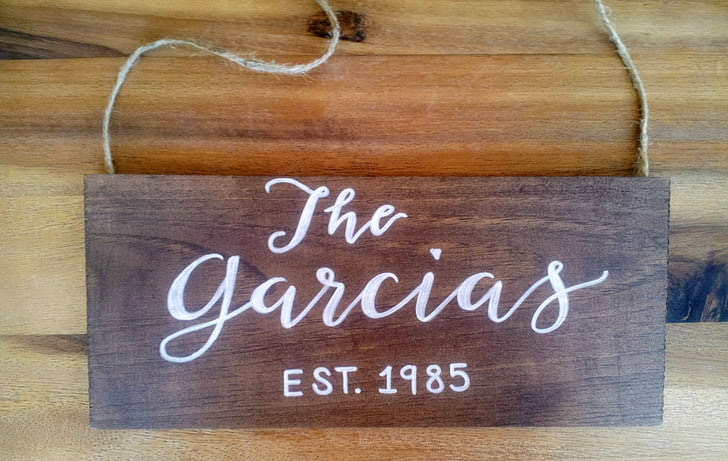 The
Garcias
EST. 1985